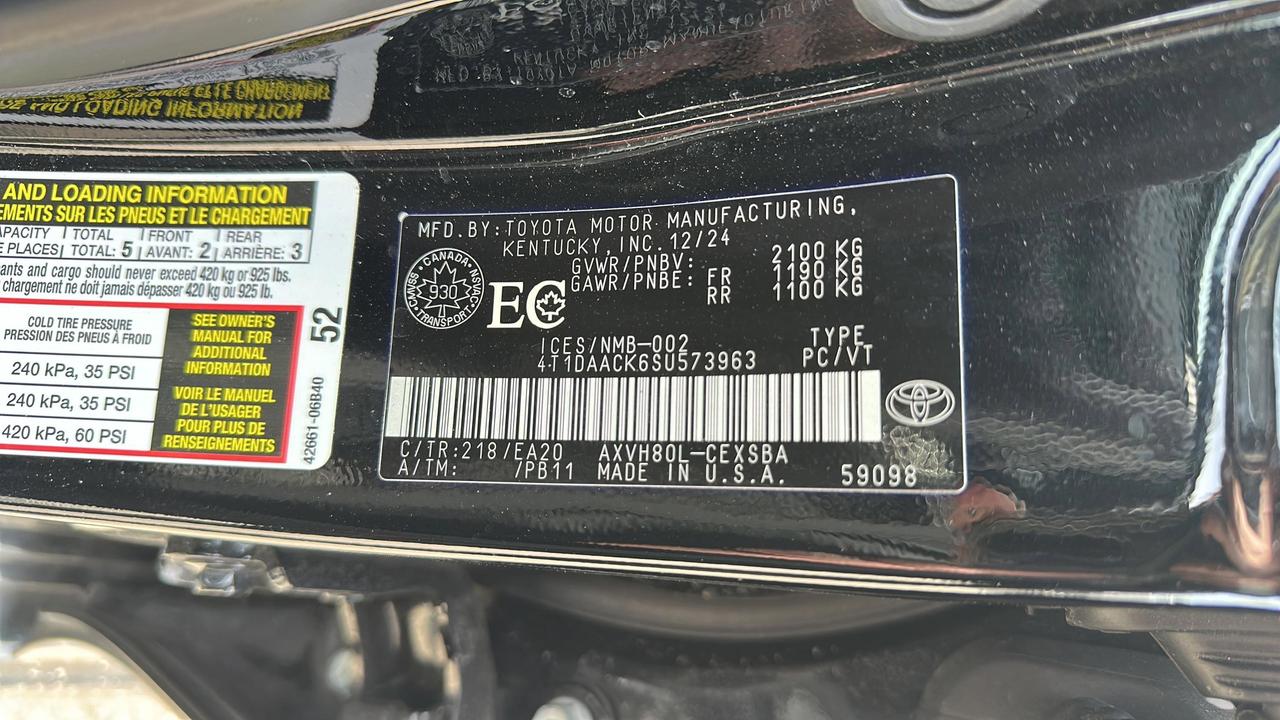 AND LOADING INFORMATION
EMENTS SUR LES PNEUS ET LE CHARGEMENT
APACITY TOTAL FRONT REAR
E PLACES TOTAL: 5 AVANT: 2 ARRIÈRE: 3
ants and cargo should never exceed 420 kg or 925 lbs.
chargement ne doit jamais dépasser 420 kg ou 925 lb.
COLD TIRE PRESSURE
PRESSION DES PNEUS À FROID
240 kPa, 35 PSI
240 kPa, 35 PSI
420 kPa, 60 PSI
SEE OWNER'S
MANUAL FOR
ADDITIONAL
INFORMATION
VOIR LE MANUEL
DE L'USAGER
POUR PLUS DE
RENSEIGNEMENTS
52
42661-06B40
MFD. BY: TOYOTA MOTOR MANUFACTURING,
KENTUCKY, INC. 12/24
GVWR/PNBV: 2100 KG
GAWR/PNBE: FR 1190 KG
RR 1100 KG
CANADA
930
TRANSPORT
CMVSS
NSVAC
EC
ICES/NMB-002
4T1DAACK6SU573963
TYPE
PC/VT
C/TR: 218 /EA20 AXVH80L-CEXSBA
A/TM: /PB11 MADE IN U.S.A. 59098